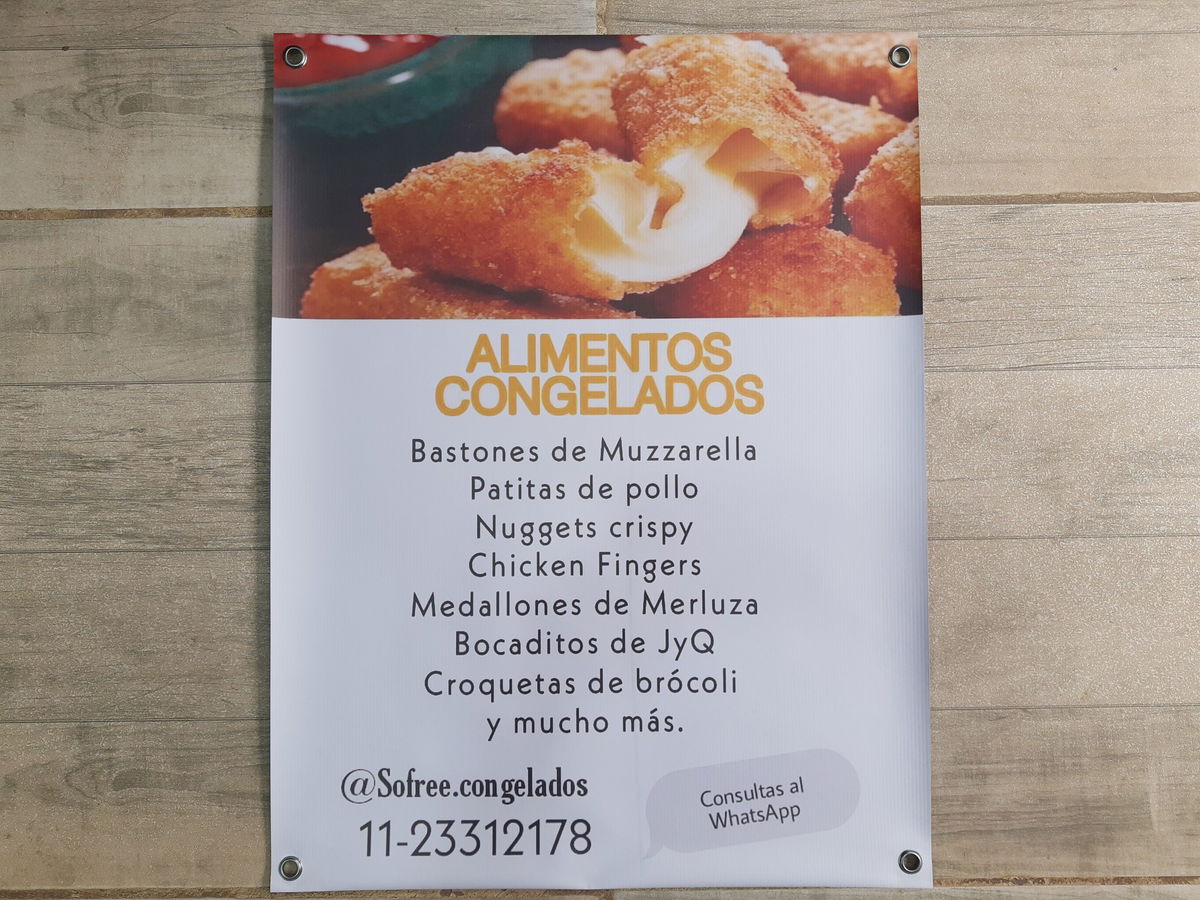 ALIMENTOS
CONGELADOS
Bastones de Muzzarella
Patitas de pollo
Nuggets crispy
Chicken Fingers
Medallones de Merluza
Bocaditos de JyQ
Croquetas de brócoli
y mucho más.
@Sofree.congelados
11-23312178
Consultas al
WhatsApp